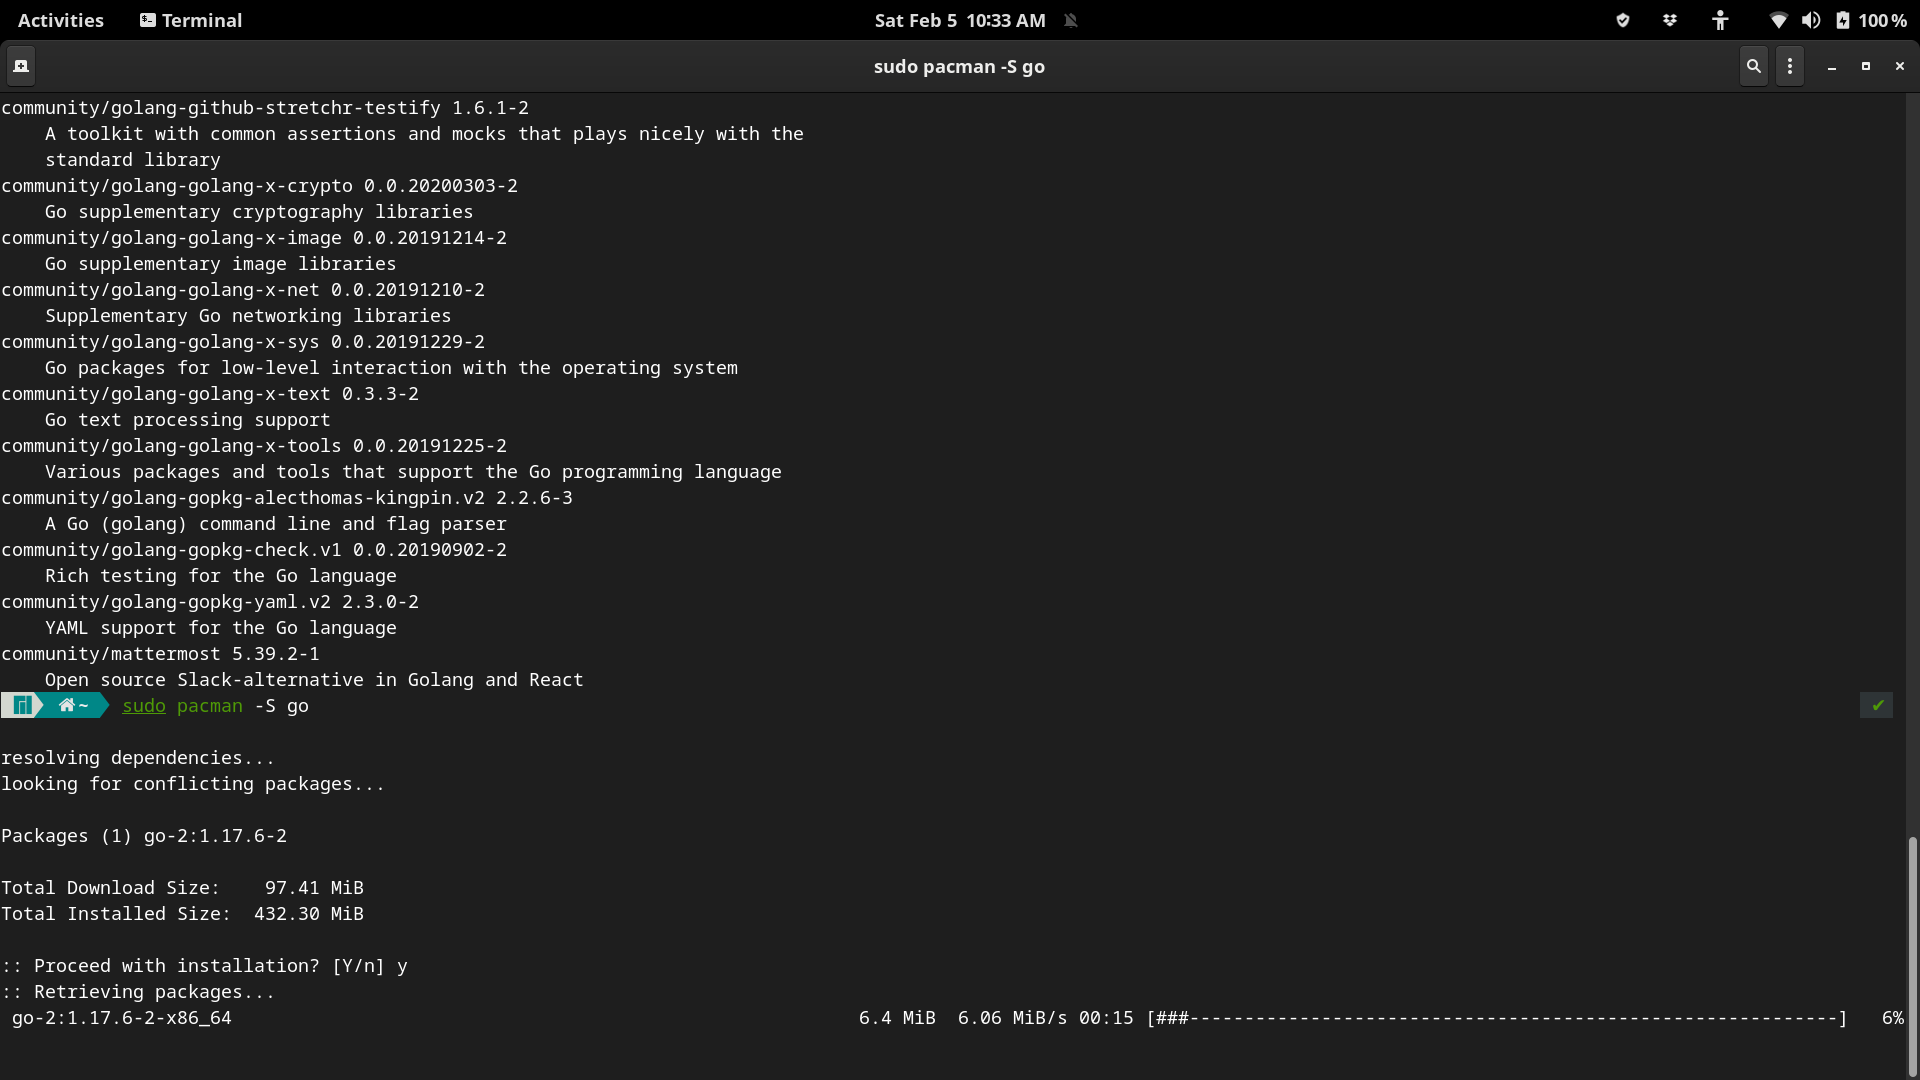 Activities Terminal Sat Feb 5 10:33 AM 100 %
sudo pacman -S go
community/golang-github-stretchr-testify 1.6.1-2
    A toolkit with common assertions and mocks that plays nicely with the
    standard library
community/golang-golang-x-crypto 0.0.20200303-2
    Go supplementary cryptography libraries
community/golang-golang-x-image 0.0.20191214-2
    Go supplementary image libraries
community/golang-golang-x-net 0.0.20191210-2
    Supplementary Go networking libraries
community/golang-golang-x-sys 0.0.20191229-2
    Go packages for low-level interaction with the operating system
community/golang-golang-x-text 0.3.3-2
    Go text processing support
community/golang-golang-x-tools 0.0.20191225-2
    Various packages and tools that support the Go programming language
community/golang-gopkg-alecthomas-kingpin.v2 2.2.6-3
    A Go (golang) command line and flag parser
community/golang-gopkg-check.v1 0.0.20190902-2
    Rich testing for the Go language
community/golang-gopkg-yaml.v2 2.3.0-2
    YAML support for the Go language
community/mattermost 5.39.2-1
    Open source Slack-alternative in Golang and React
~ sudo pacman -S go ✔
resolving dependencies...
looking for conflicting packages...
Packages (1) go-2:1.17.6-2
Total Download Size:    97.41 MiB
Total Installed Size:  432.30 MiB
:: Proceed with installation? [Y/n] y
:: Retrieving packages...
 go-2:1.17.6-2-x86_64 6.4 MiB  6.06 MiB/s 00:15 [###-----------------------------------------------------------] 6%